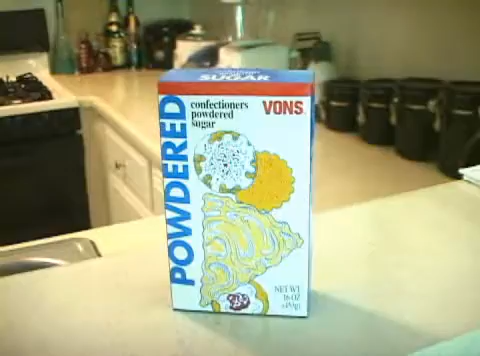 SUGAR
POWDERED
confectioners
powdered
sugar
VONS
NET WT
16 OZ